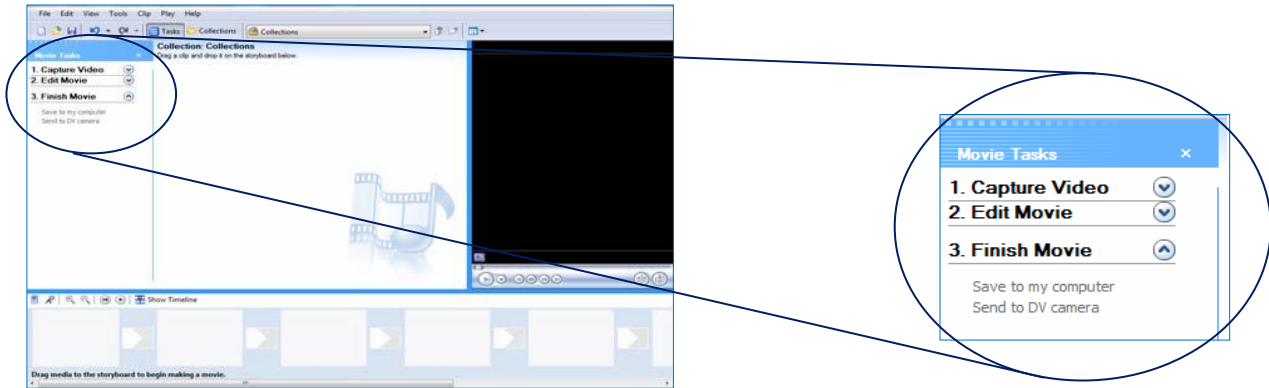 File Edit View Tools Clip Play Help
Tasks Collections Collections
Movie Tasks ×
Collection: Collections
Drag a clip and drop it on the storyboard below.
1. Capture Video
2. Edit Movie
3. Finish Movie
Save to my computer
Send to DV camera
Show Timeline
Drag media to the storyboard to begin making a movie.
Movie Tasks ×
1. Capture Video
2. Edit Movie
3. Finish Movie
Save to my computer
Send to DV camera